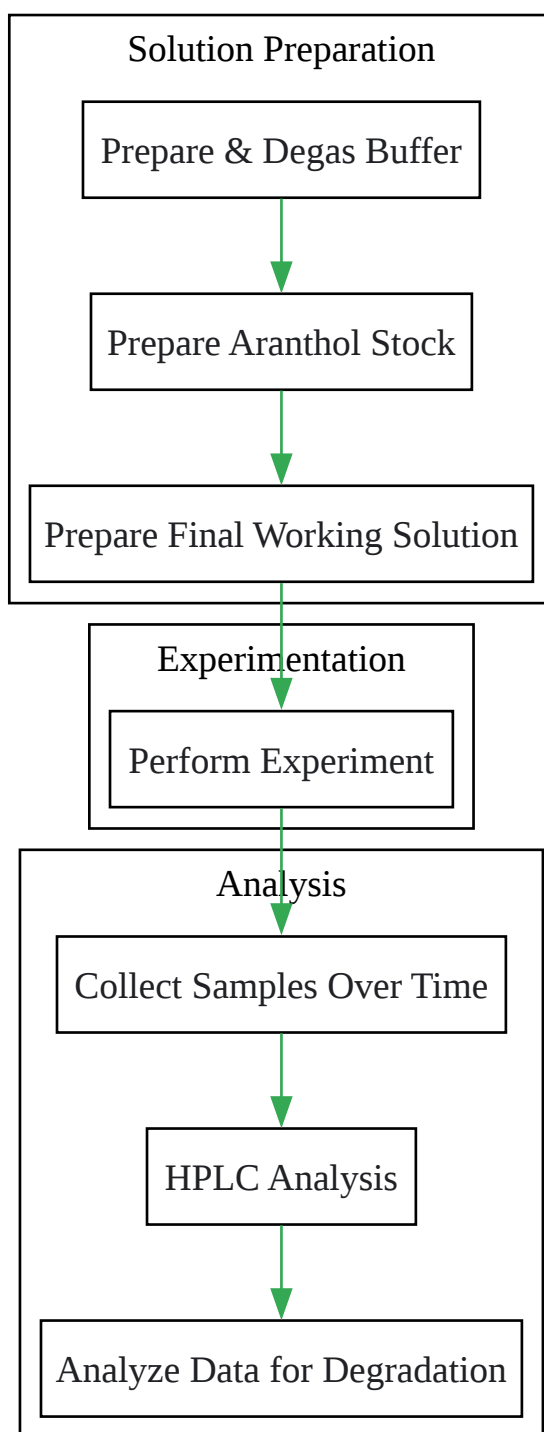 Solution Preparation
Prepare & Degas Buffer
Prepare Aranthol Stock
Prepare Final Working Solution
Experimentation
Perform Experiment
Analysis
Collect Samples Over Time
HPLC Analysis
Analyze Data for Degradation